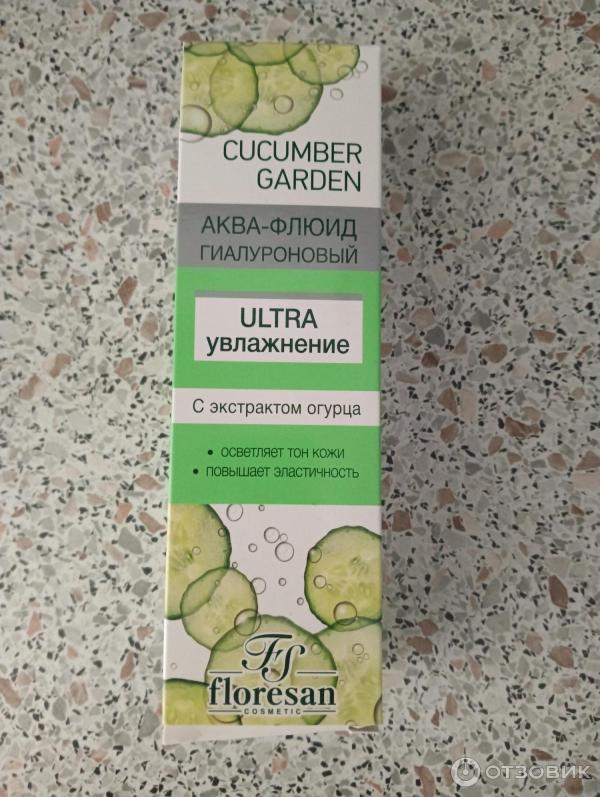 CUCUMBER
GARDEN
АКВА-ФЛЮИД
ГИАЛУРОНОВЫЙ
ULTRA
увлажнение
С экстрактом огурца
• осветляет тон кожи
• повышает эластичность
FS
floresan
COSMETIC
ОТЗОВИК